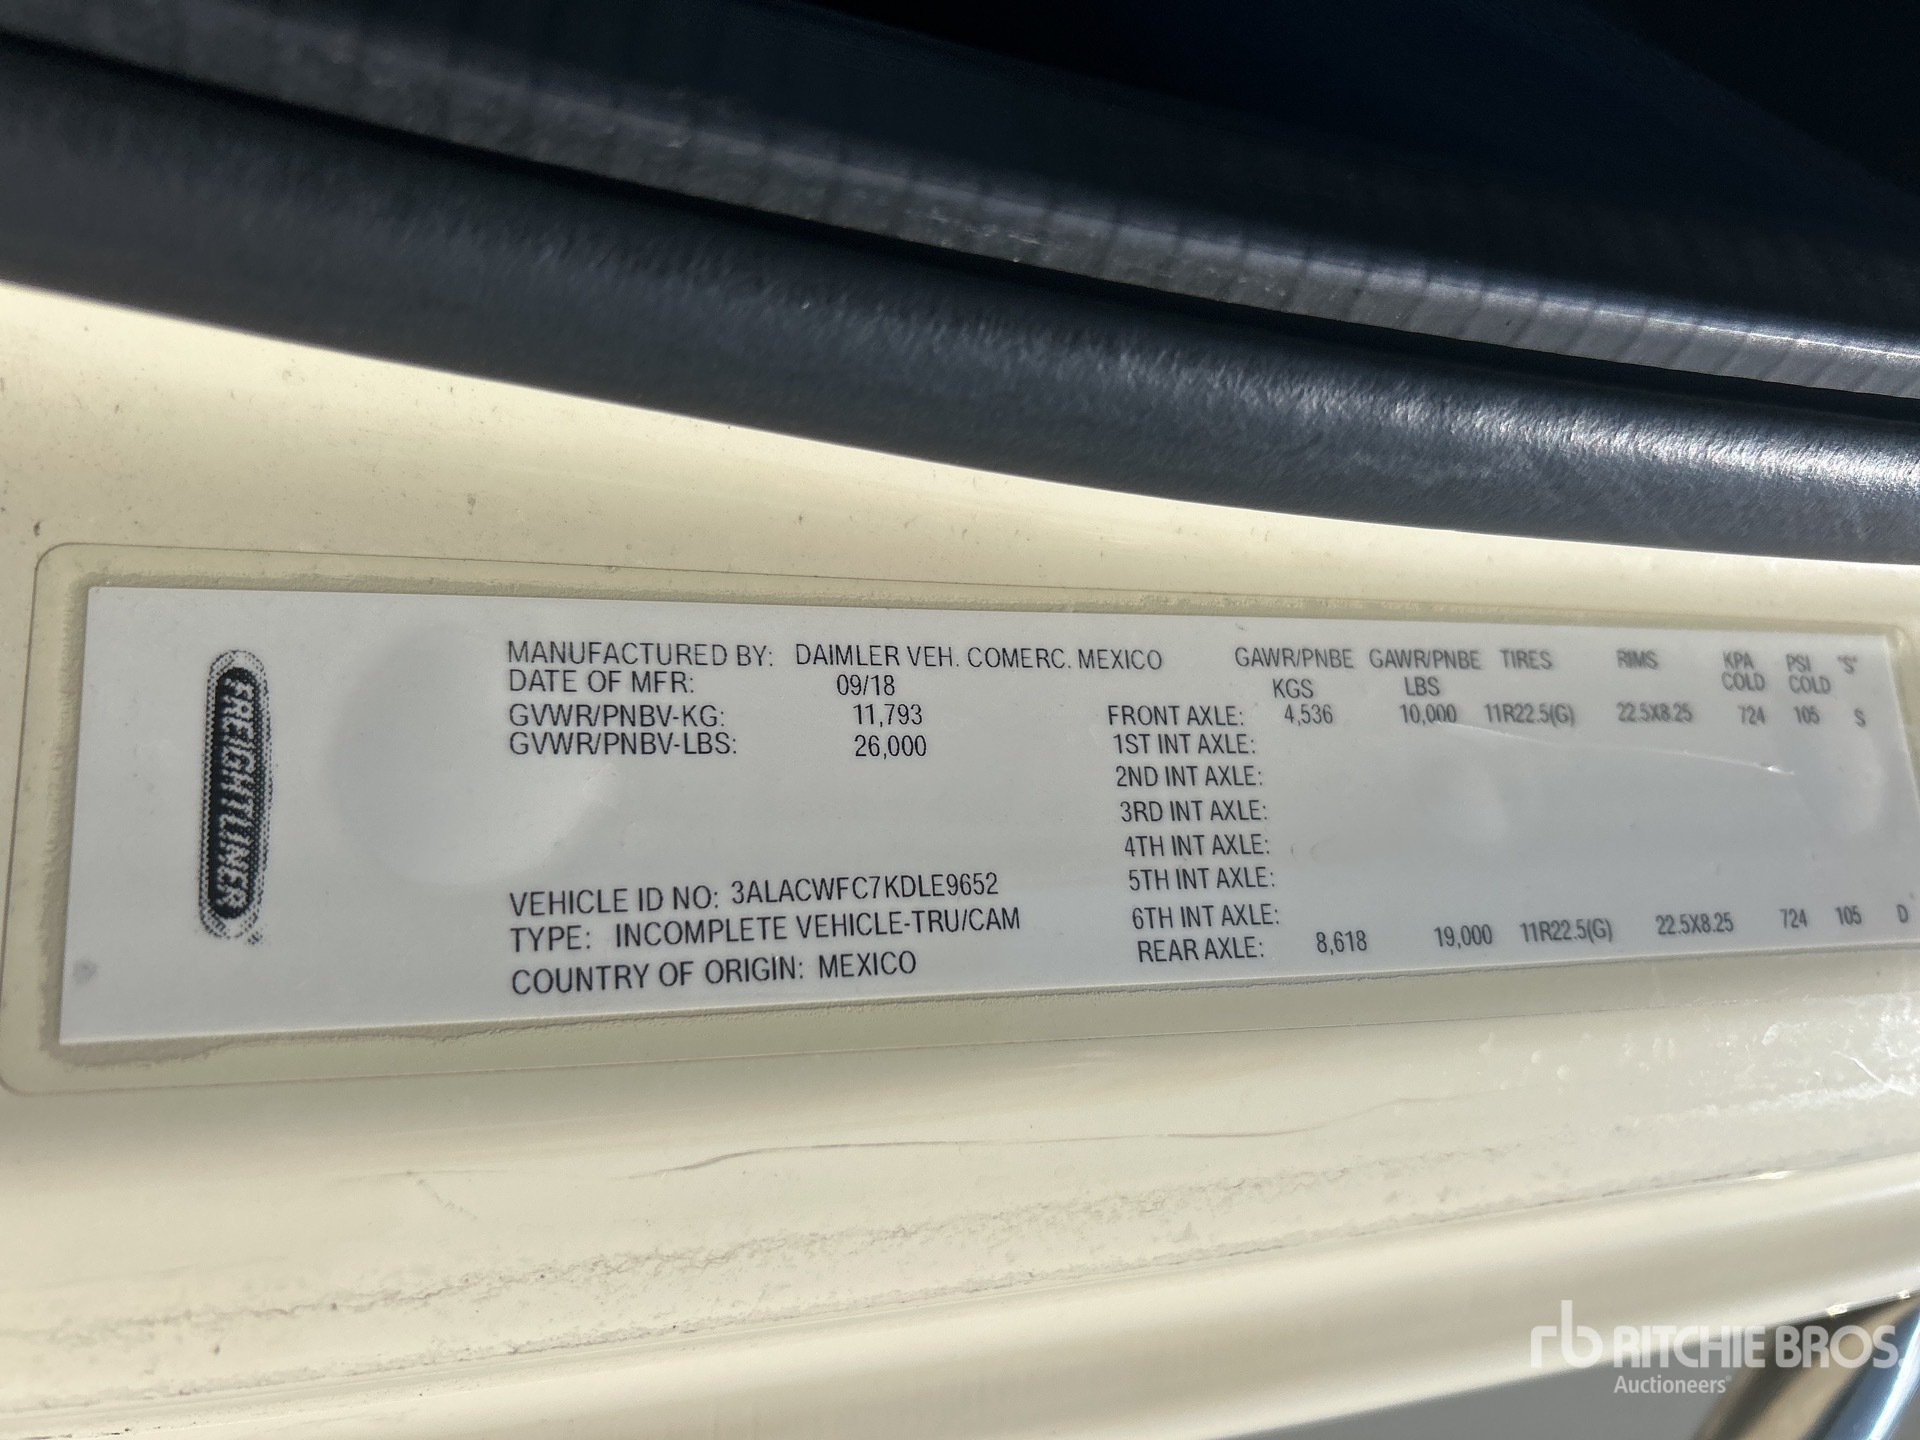 FREIGHTLINER
MANUFACTURED BY: DAIMLER VEH. COMERC. MEXICO
DATE OF MFR: 09/18
GVWR/PNBV-KG: 11,793
GVWR/PNBV-LBS: 26,000
VEHICLE ID NO: 3ALACWFC7KDLE9652
TYPE: INCOMPLETE VEHICLE-TRU/CAM
COUNTRY OF ORIGIN: MEXICO
GAWR/PNBE GAWR/PNBE TIRES RIMS KPA PSI "S"
KGS LBS COLD COLD
FRONT AXLE: 4,536 10,000 11R22.5(G) 22.5X8.25 724 105 S
1ST INT AXLE:
2ND INT AXLE:
3RD INT AXLE:
4TH INT AXLE:
5TH INT AXLE:
6TH INT AXLE:
REAR AXLE: 8,618 19,000 11R22.5(G) 22.5X8.25 724 105 D
rb RITCHIE BROS.
Auctioneers